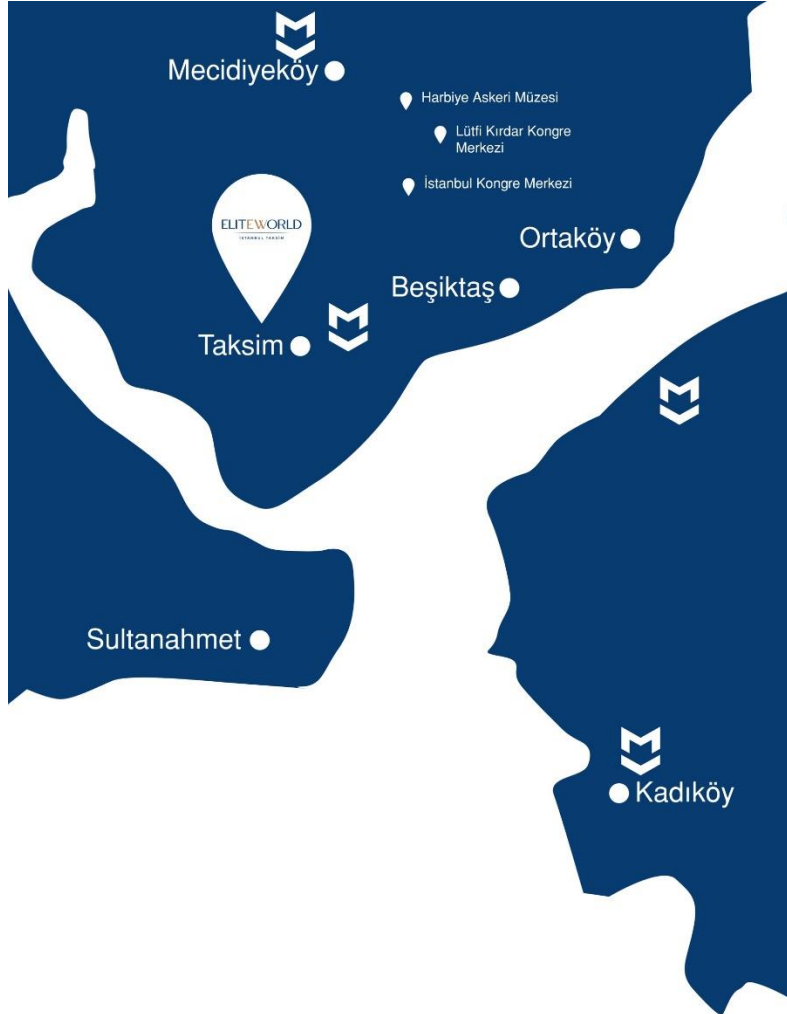 Mecidiyeköy
Harbiye Askeri Müzesi
Lütfi Kırdar Kongre
Merkezi
İstanbul Kongre Merkezi
ELITEWORLD
ISTANBUL TAKSIM
Ortaköy
Beşiktaş
Taksim
Sultanahmet
Kadıköy